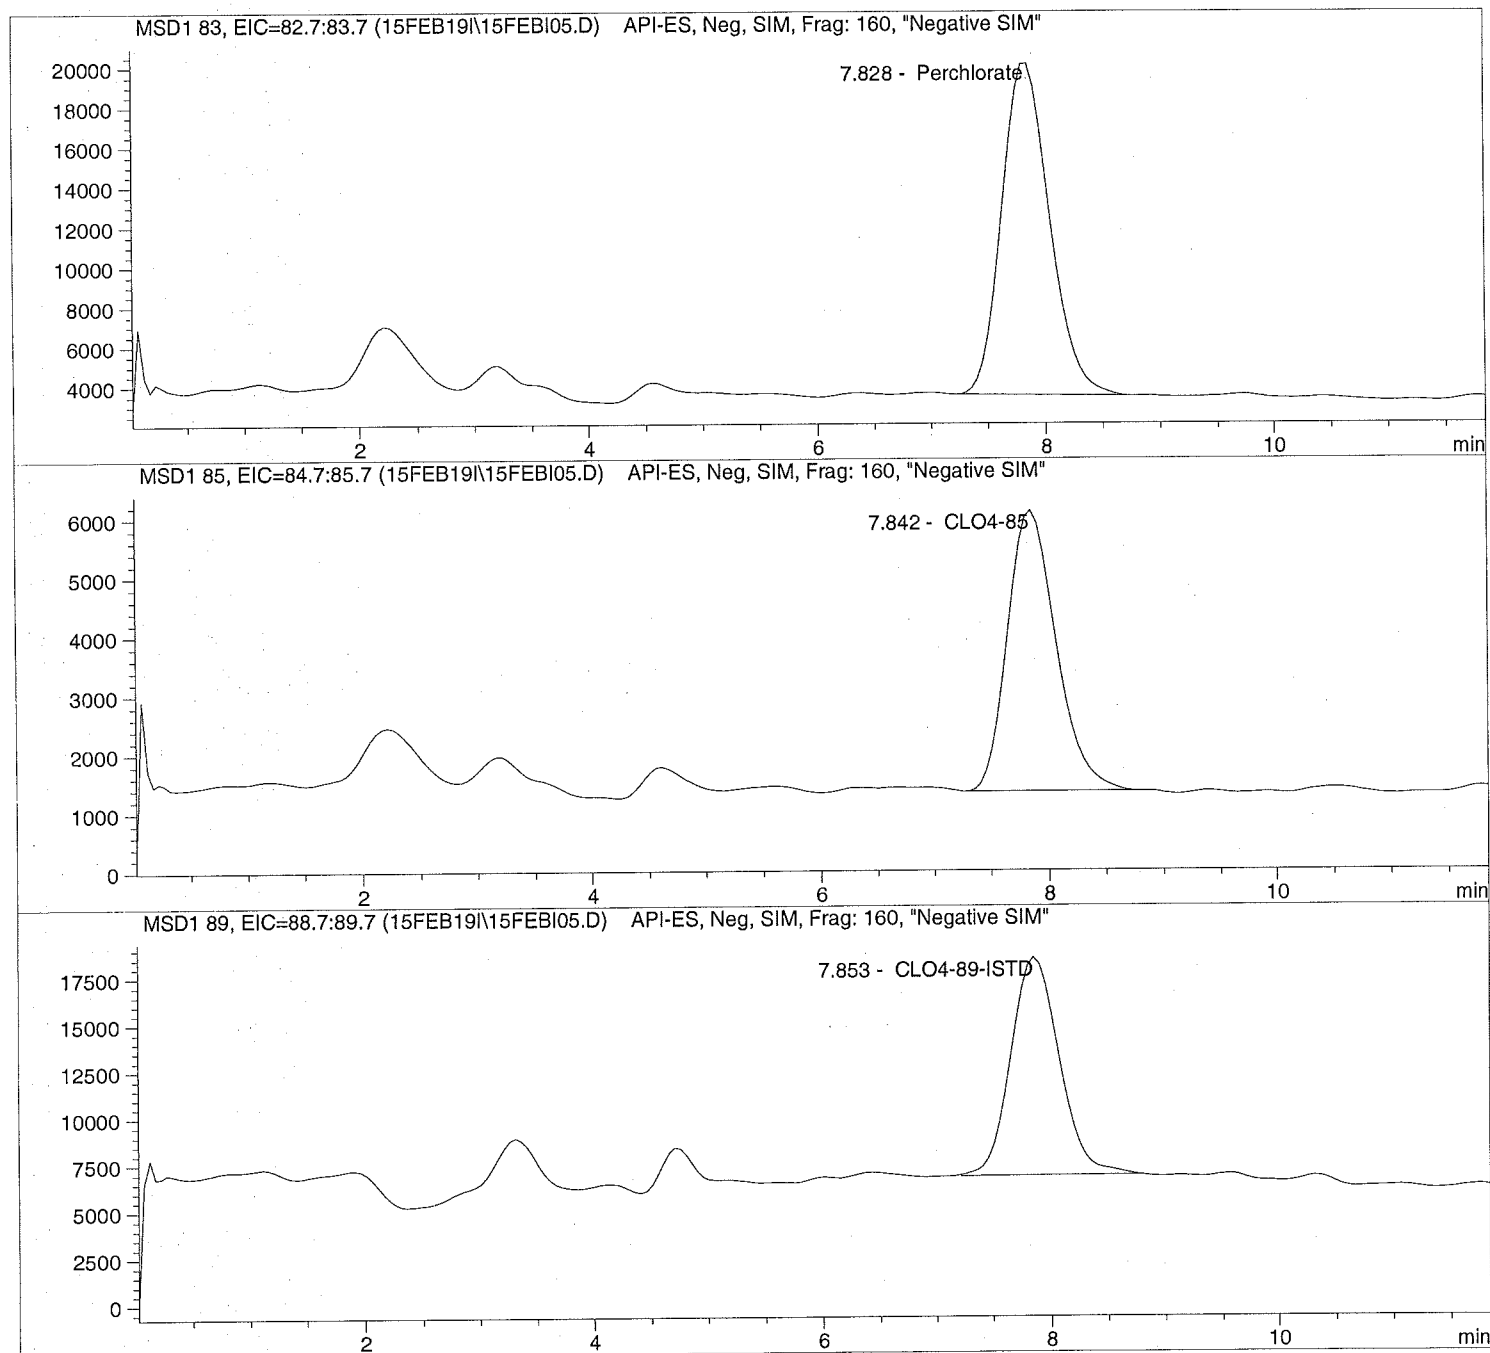 MSD1 83, EIC=82.7:83.7 (15FEB19I\15FEBI05.D) API-ES, Neg, SIM, Frag: 160, "Negative SIM"
20000
7.828 - Perchlorate
18000
16000
14000
12000
10000
8000
6000
4000
2 4 6 8 10 min
MSD1 85, EIC=84.7:85.7 (15FEB19I\15FEBI05.D) API-ES, Neg, SIM, Frag: 160, "Negative SIM"
6000
7.842 - CLO4-85
5000
4000
3000
2000
1000
0
2 4 6 8 10 min
MSD1 89, EIC=88.7:89.7 (15FEB19I\15FEBI05.D) API-ES, Neg, SIM, Frag: 160, "Negative SIM"
7.853 - CLO4-89-ISTD
17500
15000
12500
10000
7500
5000
2500
0
2 4 6 8 10 min